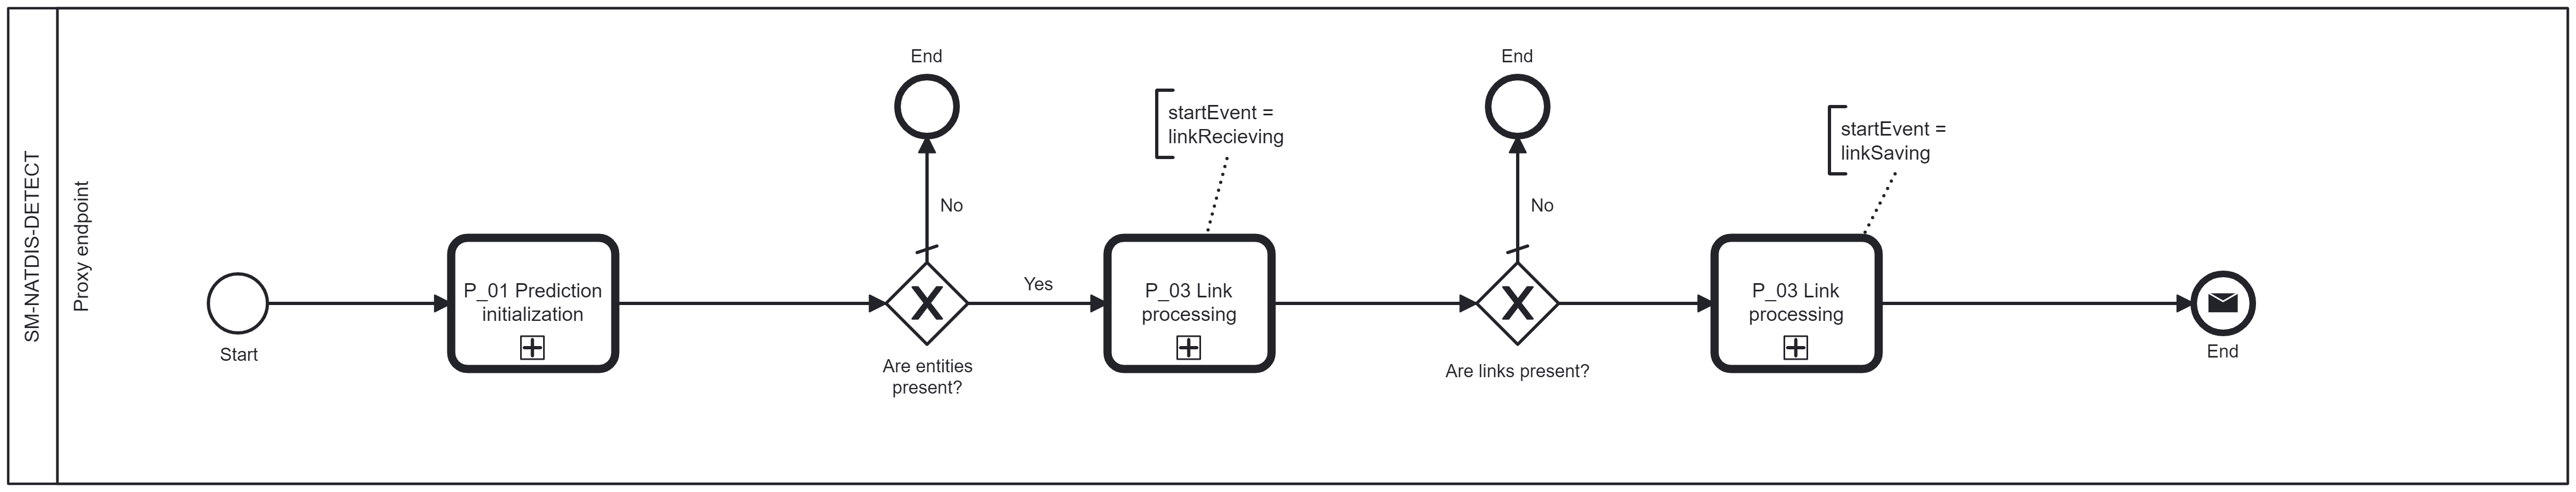 SM-NATDIS-DETECT
Proxy endpoint
Start
P_01 Prediction
initialization
End
No
Are entities
present?
Yes
startEvent =
linkRecieving
P_03 Link
processing
End
No
Are links present?
startEvent =
linkSaving
P_03 Link
processing
End